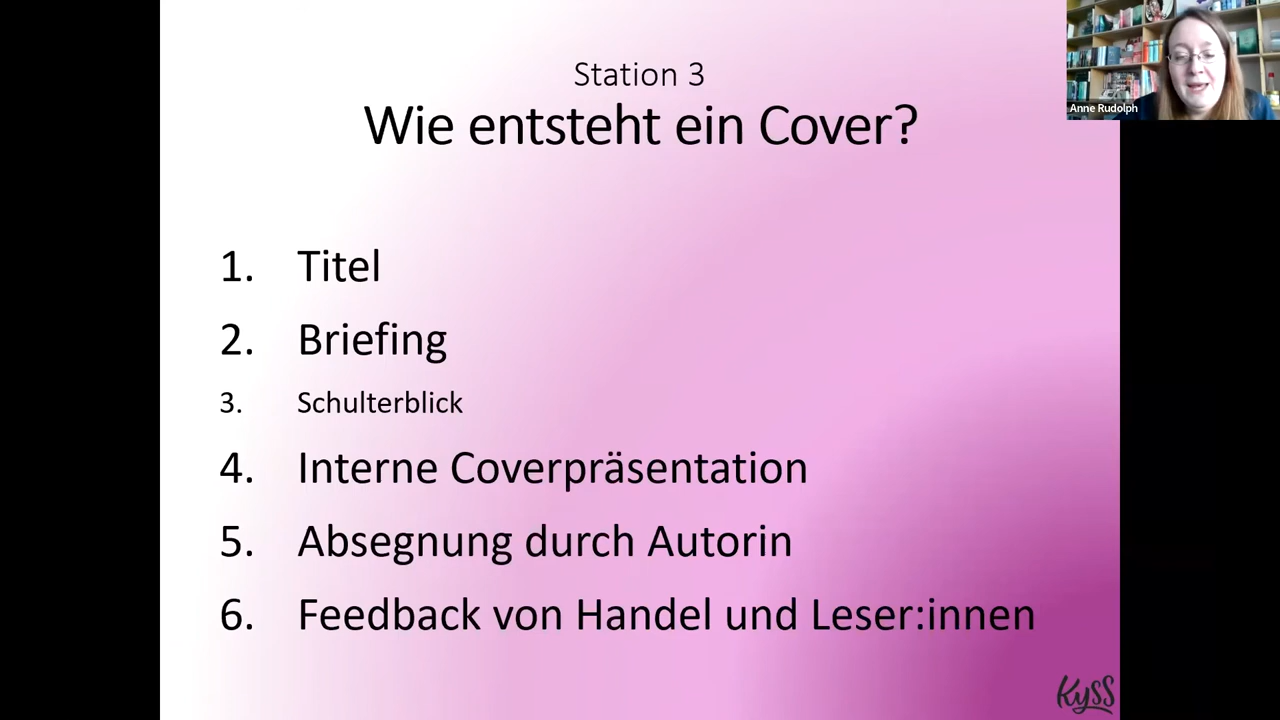 Station 3
Wie entsteht ein Cover?
Anne Rudolph
1. Titel
2. Briefing
3. Schulterblick
4. Interne Coverpräsentation
5. Absegnung durch Autorin
6. Feedback von Handel und Leser:innen
Kyss